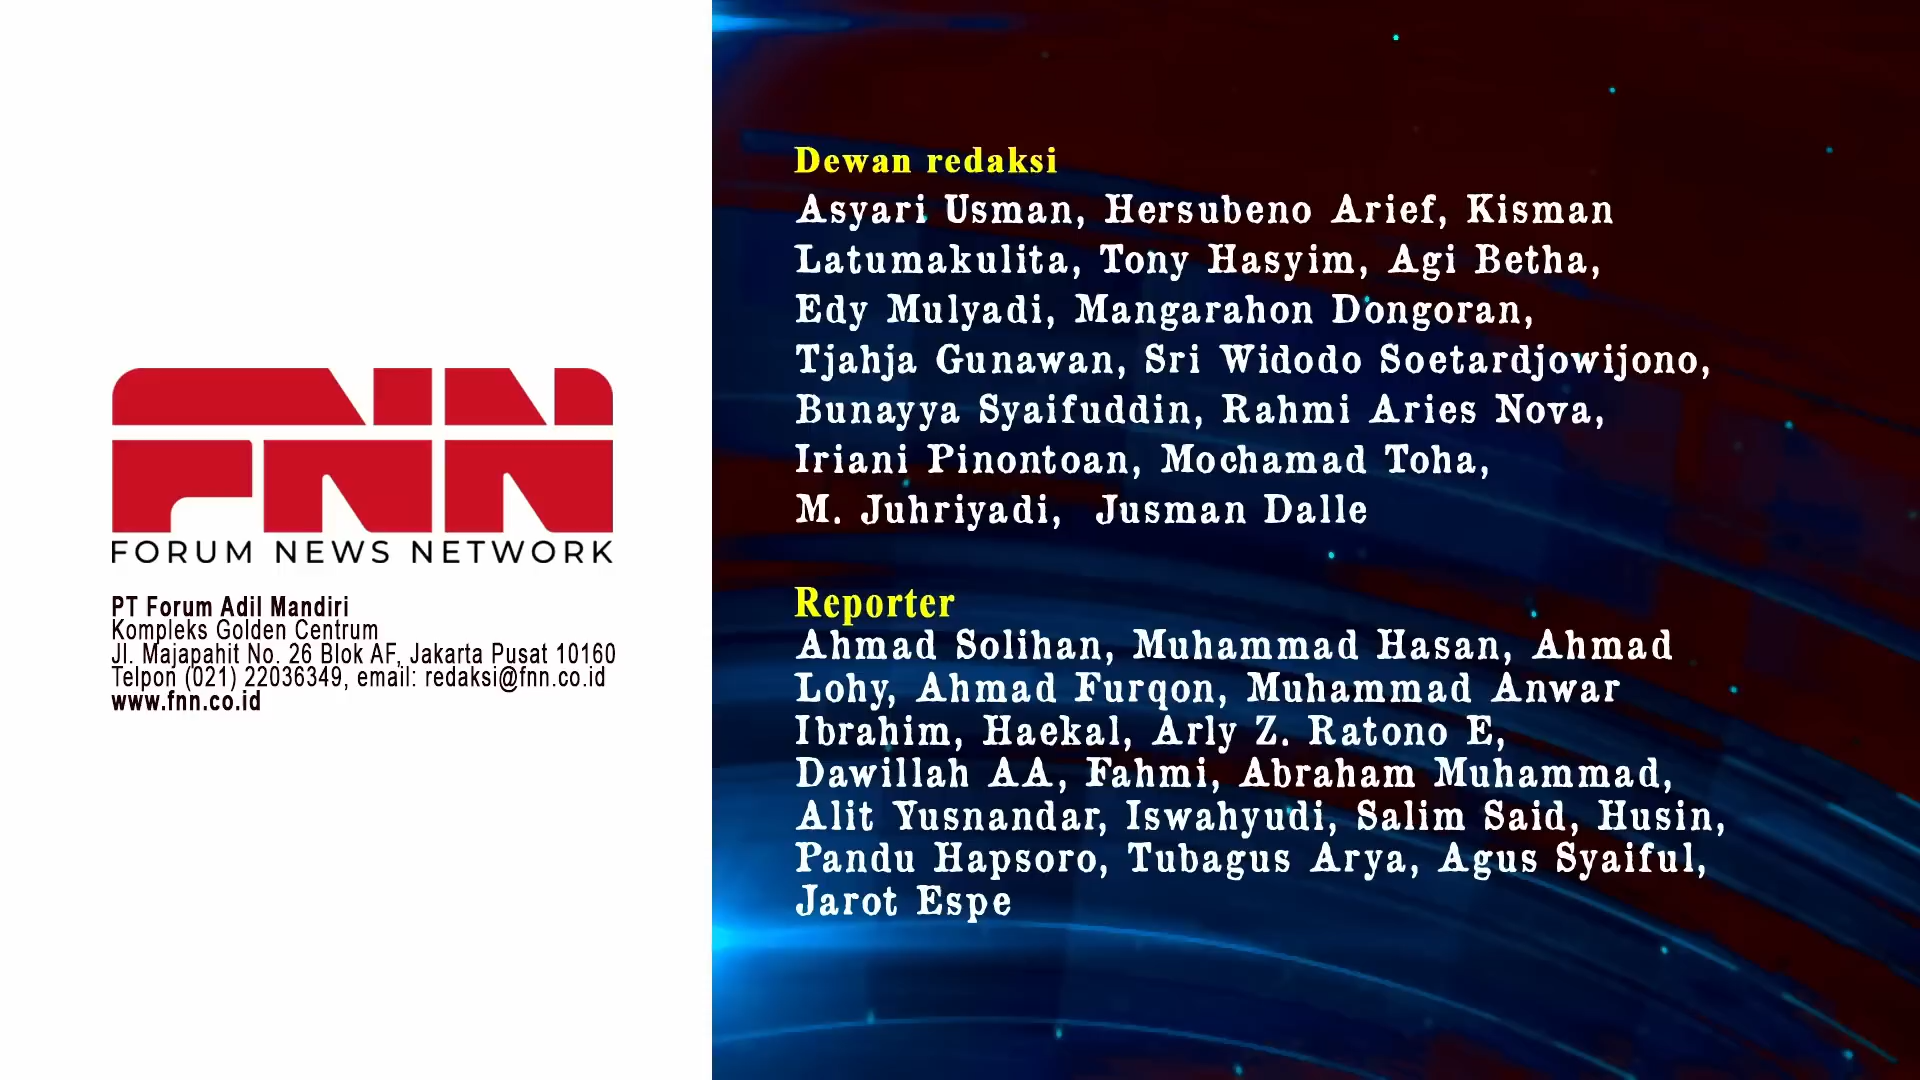 FNN
FORUM NEWS NETWORK
PT Forum Adil Mandiri
Kompleks Golden Centrum
Jl. Majapahit No. 26 Blok AF, Jakarta Pusat 10160
Telpon (021) 22036349, email: redaksi@fnn.co.id
www.fnn.co.id
Dewan redaksi
Asyari Usman, Hersubeno Arief, Kisman
Latumakulita, Tony Hasyim, Agi Betha,
Edy Mulyadi, Mangarahon Dongoran,
Tjahja Gunawan, Sri Widodo Soetardjowijono,
Bunayya Syaifuddin, Rahmi Aries Nova,
Iriani Pinontoan, Mochamad Toha,
M. Juhriyadi,  Jusman Dalle
Reporter
Ahmad Solihan, Muhammad Hasan, Ahmad
Lohy, Ahmad Furqon, Muhammad Anwar
Ibrahim, Haekal, Arly Z. Ratono E,
Dawillah AA, Fahmi, Abraham Muhammad,
Alit Yusnandar, Iswahyudi, Salim Said, Husin,
Pandu Hapsoro, Tubagus Arya, Agus Syaiful,
Jarot Espe